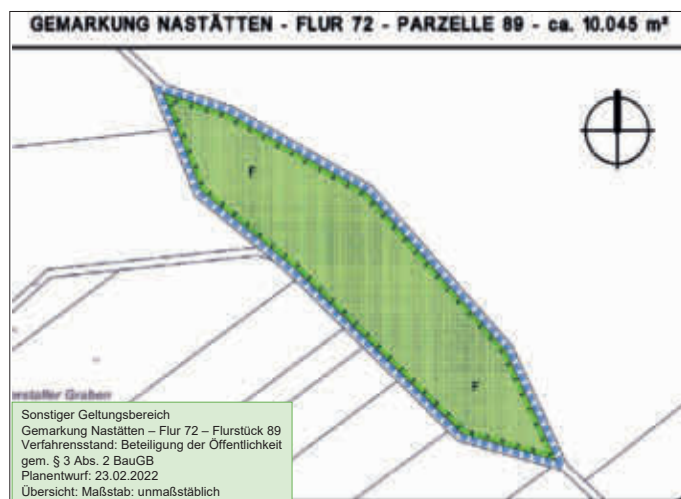 GEMARKUNG NASTÄTTEN - FLUR 72 - PARZELLE 89 - ca. 10.045 m²
F
F
Graben
Sonstiger Geltungsbereich
Gemarkung Nastätten – Flur 72 – Flurstück 89
Verfahrensstand: Beteiligung der Öffentlichkeit
gem. § 3 Abs. 2 BauGB
Planentwurf: 23.02.2022
Übersicht: Maßstab: unmaßstäblich